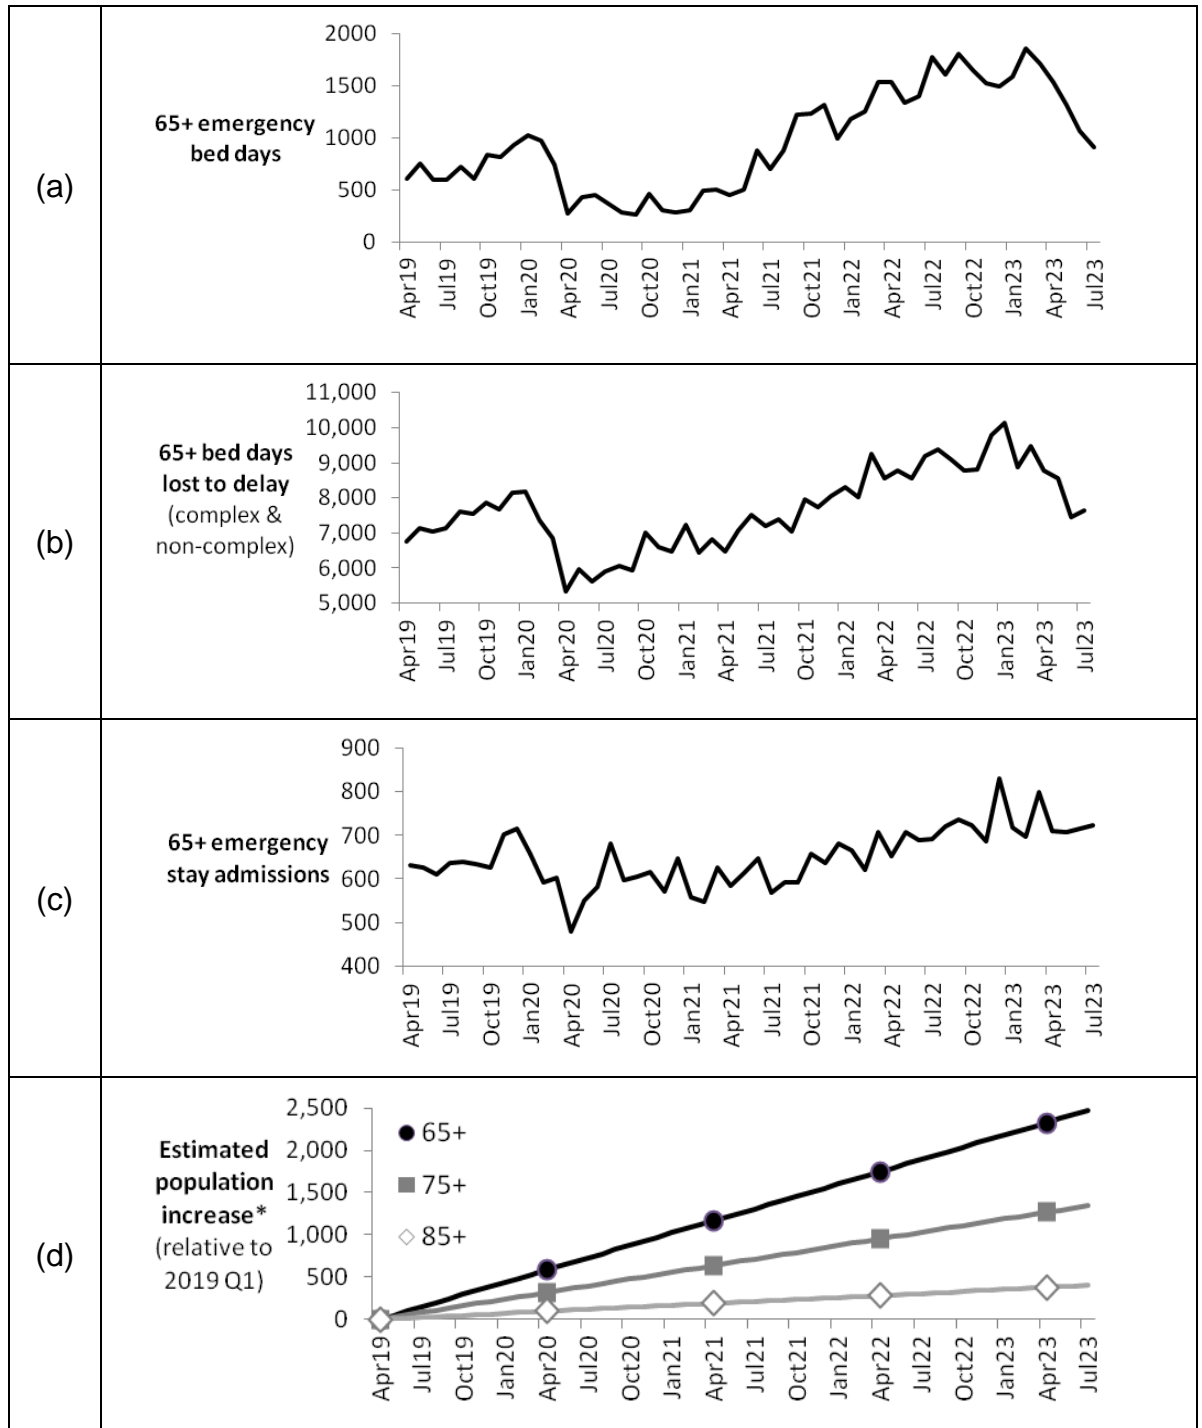 (a)
65+ emergency
bed days
2000
1500
1000
500
0
Apr19
Jul19
Oct19
Jan20
Apr20
Jul20
Oct20
Jan21
Apr21
Jul21
Oct21
Jan22
Apr22
Jul22
Oct22
Jan23
Apr23
Jul23
(b)
65+ bed days
lost to delay
(complex &
non-complex)
11,000
10,000
9,000
8,000
7,000
6,000
5,000
Apr19
Jul19
Oct19
Jan20
Apr20
Jul20
Oct20
Jan21
Apr21
Jul21
Oct21
Jan22
Apr22
Jul22
Oct22
Jan23
Apr23
Jul23
(c)
65+ emergency
stay admissions
900
800
700
600
500
400
Apr19
Jul19
Oct19
Jan20
Apr20
Jul20
Oct20
Jan21
Apr21
Jul21
Oct21
Jan22
Apr22
Jul22
Oct22
Jan23
Apr23
Jul23
(d)
Estimated
population
increase*
(relative to
2019 Q1)
2,500
2,000
1,500
1,000
500
0
65+
75+
85+
Apr19
Jul19
Oct19
Jan20
Apr20
Jul20
Oct20
Jan21
Apr21
Jul21
Oct21
Jan22
Apr22
Jul22
Oct22
Jan23
Apr23
Jul23